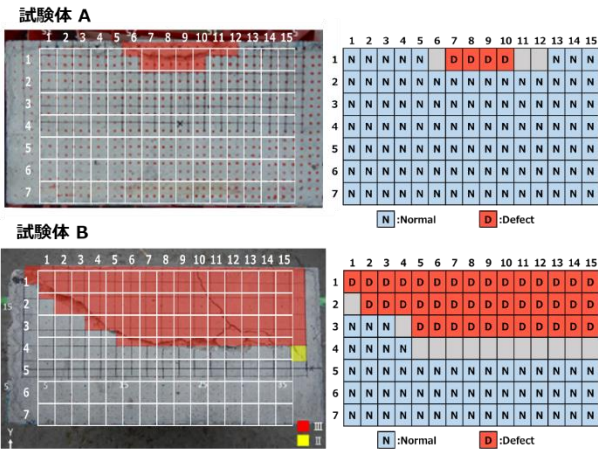 試験体 A
1 2 3 4 5 6 7 8 9 10 11 12 13 14 15
1
2
3
4
5
6
7
1 2 3 4 5 6 7 8 9 10 11 12 13 14 15
1 N N N N N D D D D N N N
2 N N N N N N N N N N N N N N N
3 N N N N N N N N N N N N N N N
4 N N N N N N N N N N N N N N N
5 N N N N N N N N N N N N N N N
6 N N N N N N N N N N N N N N N
7 N N N N N N N N N N N N N N N
N :Normal D :Defect
試験体 B
1 2 3 4 5 6 7 8 9 10 11 12 13 14 15
1
2
15
3
4
5
5 15 25 35
6
7
Y
III
II
1 2 3 4 5 6 7 8 9 10 11 12 13 14 15
1 D D D D D D D D D D D D D D D
2 D D D D D D D D D D D D D D
3 N N N D D D D D D D D D D D
4 N N N N
5 N N N N N N N N N N N N N N N
6 N N N N N N N N N N N N N N N
7 N N N N N N N N N N N N N N N
N :Normal D :Defect